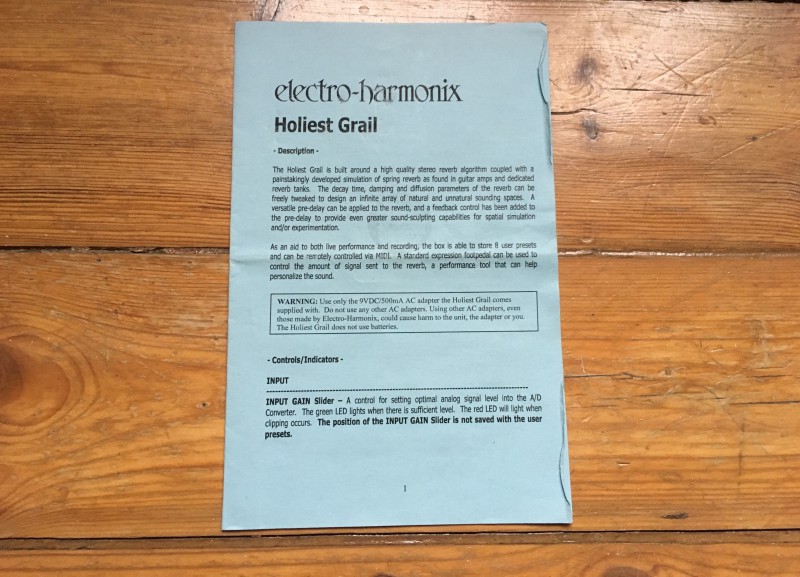 electro-harmonix
Holiest Grail
- Description -
The Holiest Grail is built around a high quality stereo reverb algorithm coupled with a
painstakingly developed simulation of spring reverb as found in guitar amps and dedicated
reverb tanks. The decay time, damping and diffusion parameters of the reverb can be
freely tweaked to design an infinite array of natural and unnatural sounding spaces. A
versatile pre-delay can be applied to the reverb, and a feedback control has been added to
the pre-delay to provide even greater sound-sculpting capabilities for spatial simulation
and/or experimentation.
As an aid to both live performance and recording, the box is able to store 8 user presets
and can be remotely controlled via MIDI. A standard expression footpedal can be used to
control the amount of signal sent to the reverb, a performance tool that can help
personalize the sound.
WARNING: Use only the 9VDC/500mA AC adapter the Holiest Grail comes
supplied with. Do not use any other AC adapters. Using other AC adapters, even
those made by Electro-Harmonix, could cause harm to the unit, the adapter or you.
The Holiest Grail does not use batteries.
- Controls/Indicators -
INPUT
INPUT GAIN Slider – A control for setting optimal analog signal level into the A/D
Converter. The green LED lights when there is sufficient level. The red LED will light when
clipping occurs. The position of the INPUT GAIN Slider is not saved with the user
presets.
1